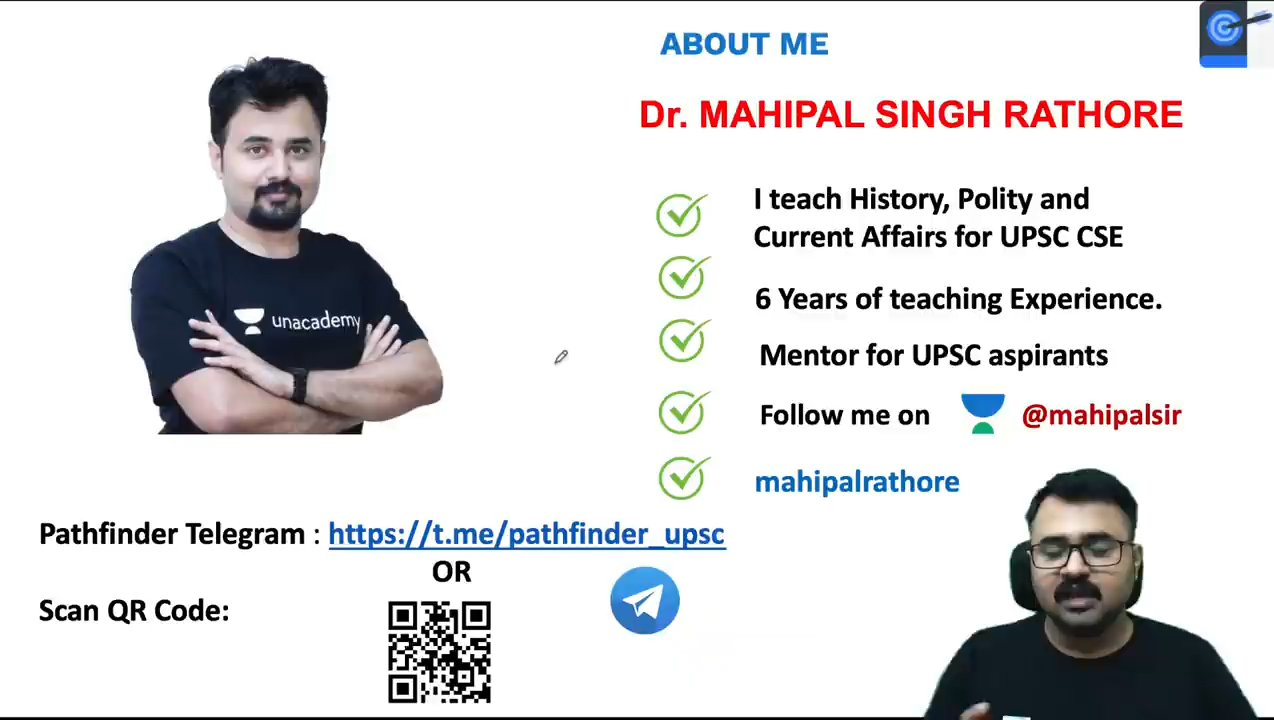 ABOUT ME
Dr. MAHIPAL SINGH RATHORE
I teach History, Polity and
Current Affairs for UPSC CSE
6 Years of teaching Experience.
Mentor for UPSC aspirants
Follow me on @mahipalsir
mahipalrathore
unacademy
Pathfinder Telegram : https://t.me/pathfinder_upsc
OR
Scan QR Code: